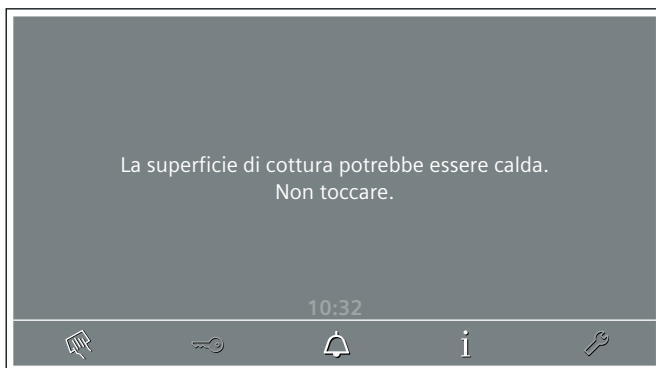 La superficie di cottura potrebbe essere calda.
Non toccare.
10:32
i